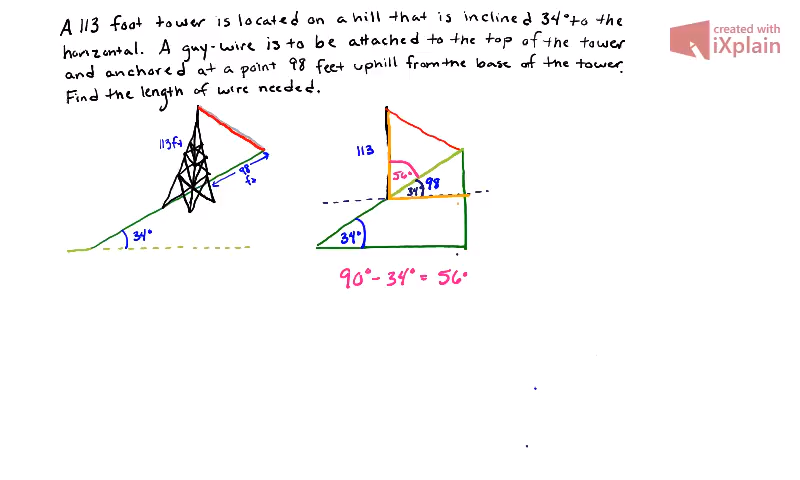 A 113 foot tower is located on a hill that is inclined 34° to the
horizontal. A guy-wire is to be attached to the top of the tower
and anchored at a point 98 feet uphill from the base of the tower.
Find the length of wire needed.
created with
iXplain
113ft
98
ft
34°
113
56°
34°
98
34°
90° - 34° = 56°